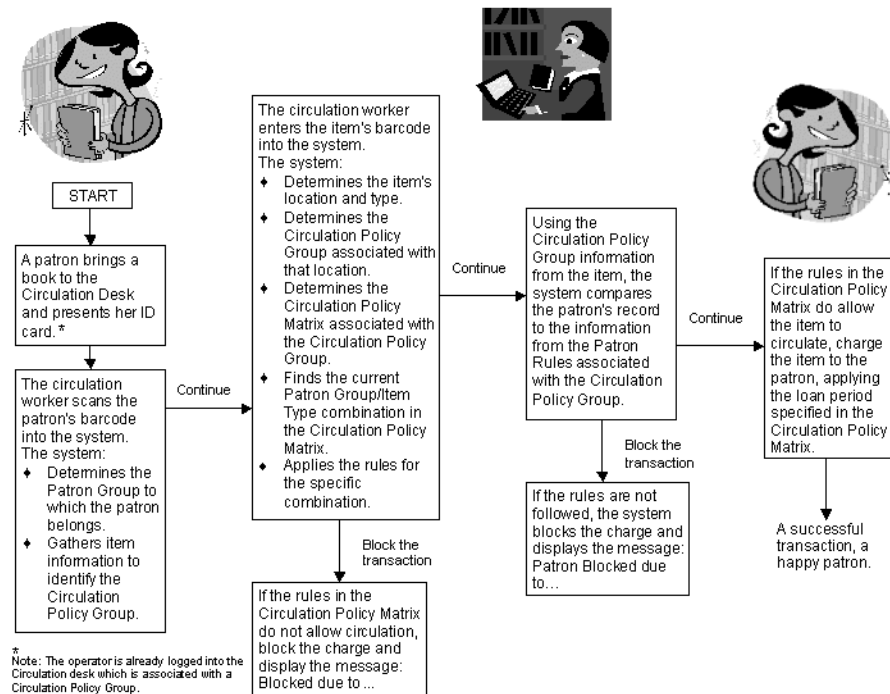 START
A patron brings a
book to the
Circulation Desk
and presents her ID
card.*
The circulation
worker scans the
patron's barcode
into the system.
The system:
♦ Determines the
Patron Group to
which the patron
belongs.
♦ Gathers item
information to
identify the
Circulation
Policy Group.
*
Note: The operator is already logged into the
Circulation desk which is associated with a
Circulation Policy Group.
Continue
The circulation worker
enters the item's barcode
into the system.
The system:
♦ Determines the item's
location and type.
♦ Determines the
Circulation Policy
Group associated with
that location.
♦ Determines the
Circulation Policy
Matrix associated with
the Circulation Policy
Group.
♦ Finds the current
Patron Group/Item
Type combination in
the Circulation Policy
Matrix.
♦ Applies the rules for
the specific
combination.
Block the
transaction
If the rules in the
Circulation Policy Matrix
do not allow circulation,
block the charge and
display the message:
Blocked due to ...
Continue
Using the
Circulation Policy
Group information
from the item, the
system compares
the patron's record
to the information
from the Patron
Rules associated
with the Circulation
Policy Group.
Block the
transaction
If the rules are not
followed, the system
blocks the charge and
displays the message:
Patron Blocked due
to...
Continue
If the rules in the
Circulation Policy
Matrix do allow
the item to
circulate, charge
the item to the
patron, applying
the loan period
specified in the
Circulation Policy
Matrix.
A successful
transaction, a
happy patron.